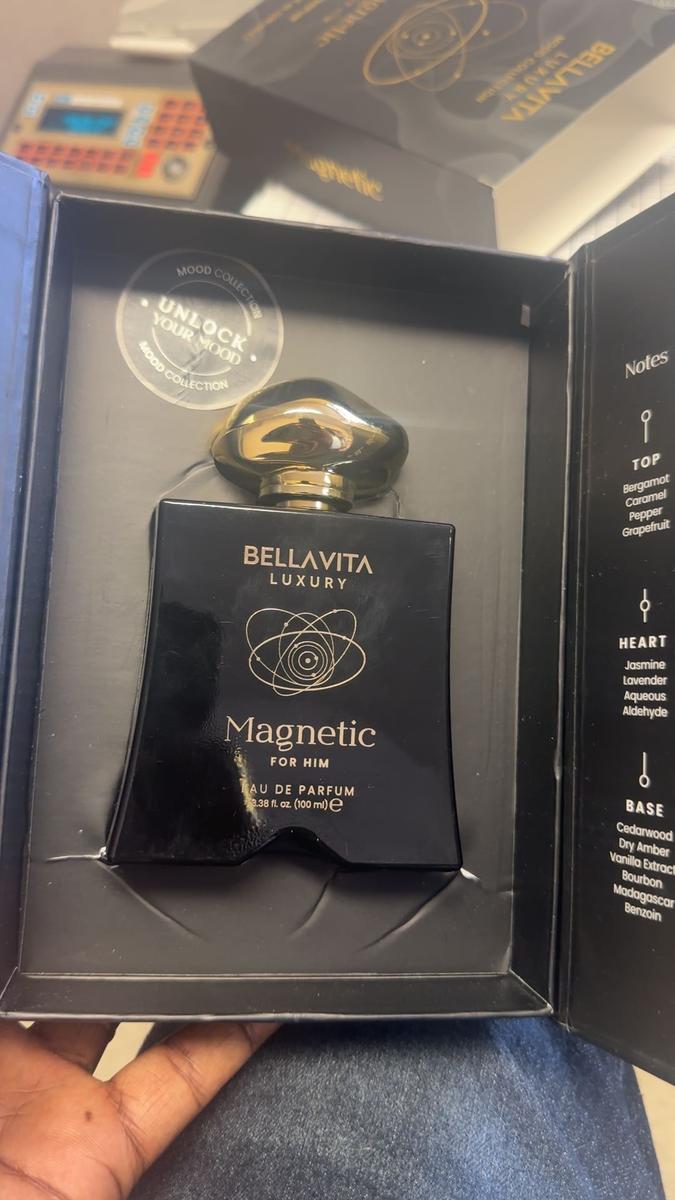 BELLAVITA
LUXURY
MOOD COLLECTION
Magnetic
MOOD COLLECTION
UNLOCK
YOUR MOOD
MOOD COLLECTION
BELLAVITA
LUXURY
Magnetic
FOR HIM
EAU DE PARFUM
3.38 fl. oz. (100 ml) e
Notes
TOP
Bergamot
Caramel
Pepper
Grapefruit
HEART
Jasmine
Lavender
Aqueous
Aldehyde
BASE
Cedarwood
Dry Amber
Vanilla Extract
Bourbon
Madagascar
Benzoin